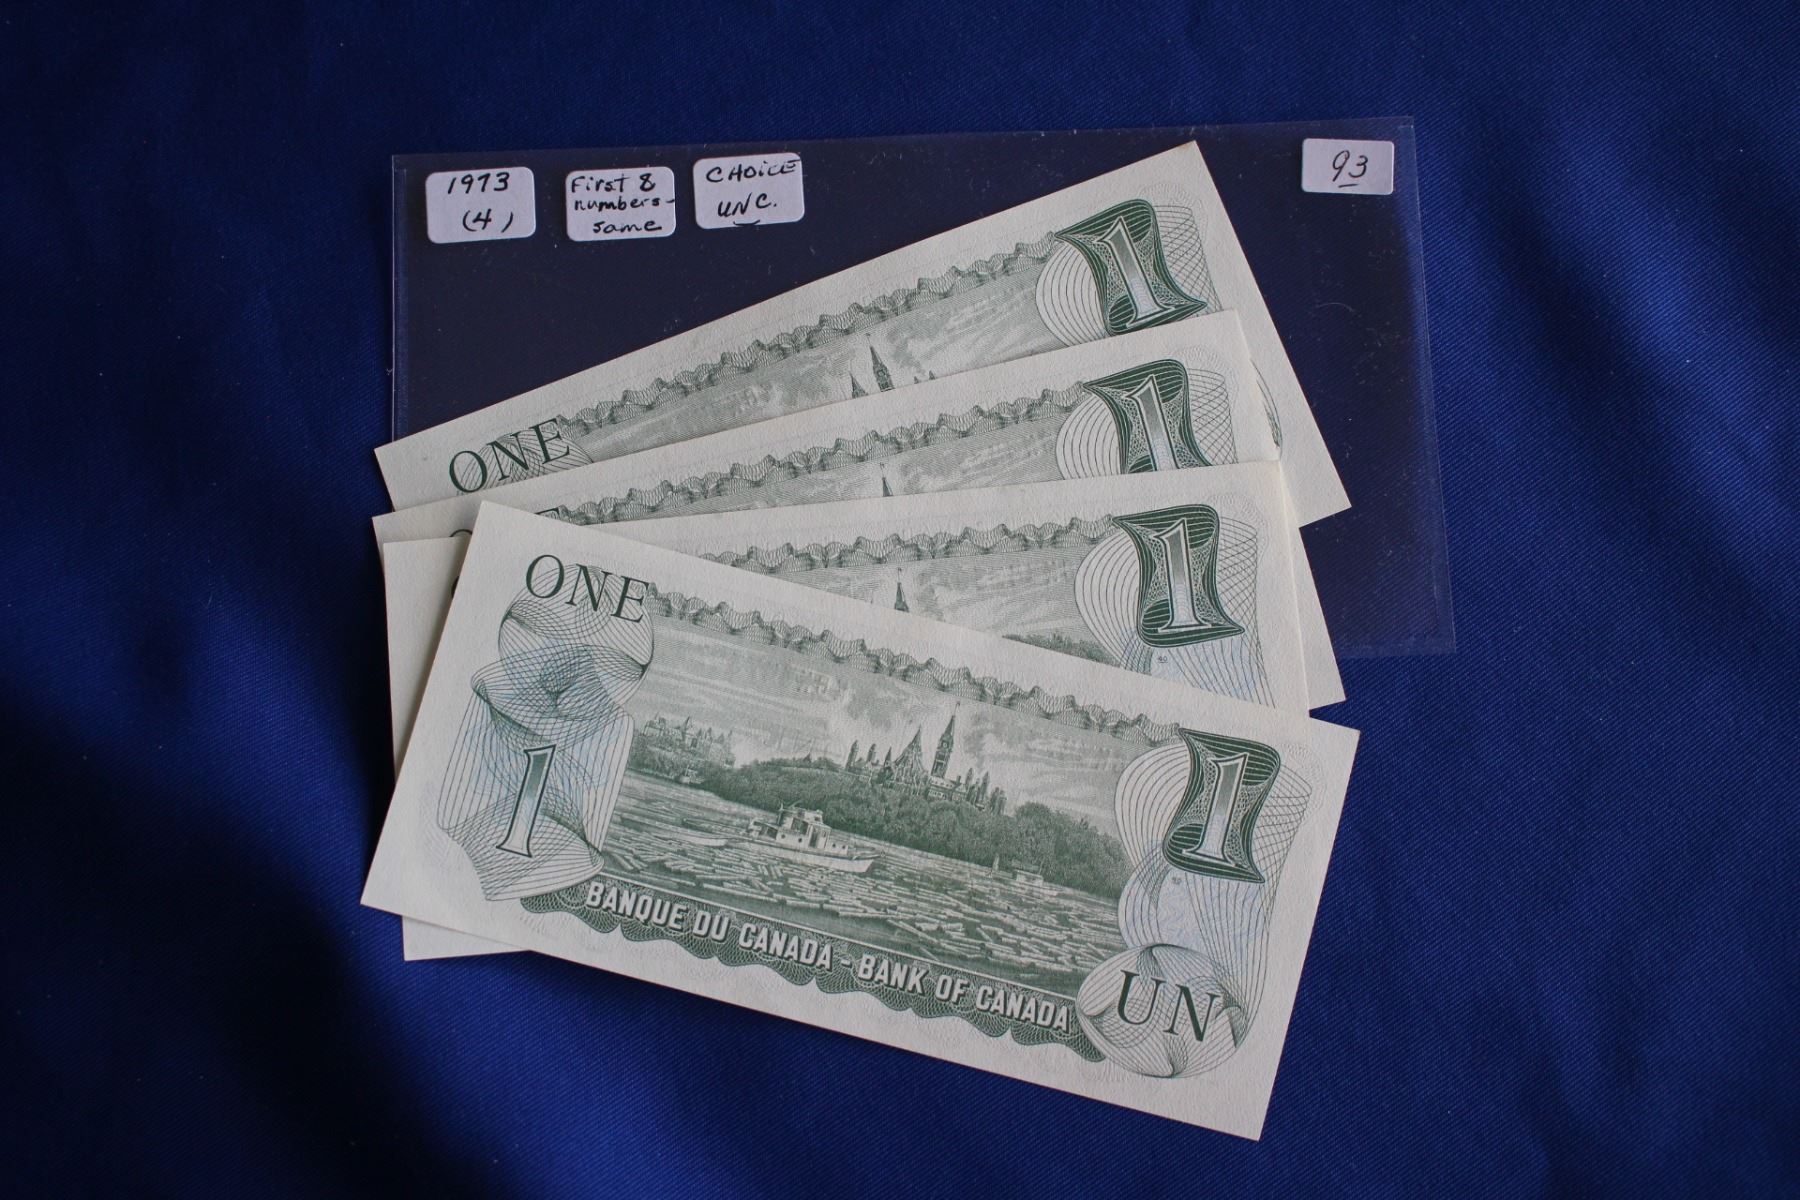 1973
(4)
First 8
numbers-
same
CHOICE
UNC.
93
ONE
1
1
1
ONE
1
1
BANQUE DU CANADA - BANK OF CANADA
UN